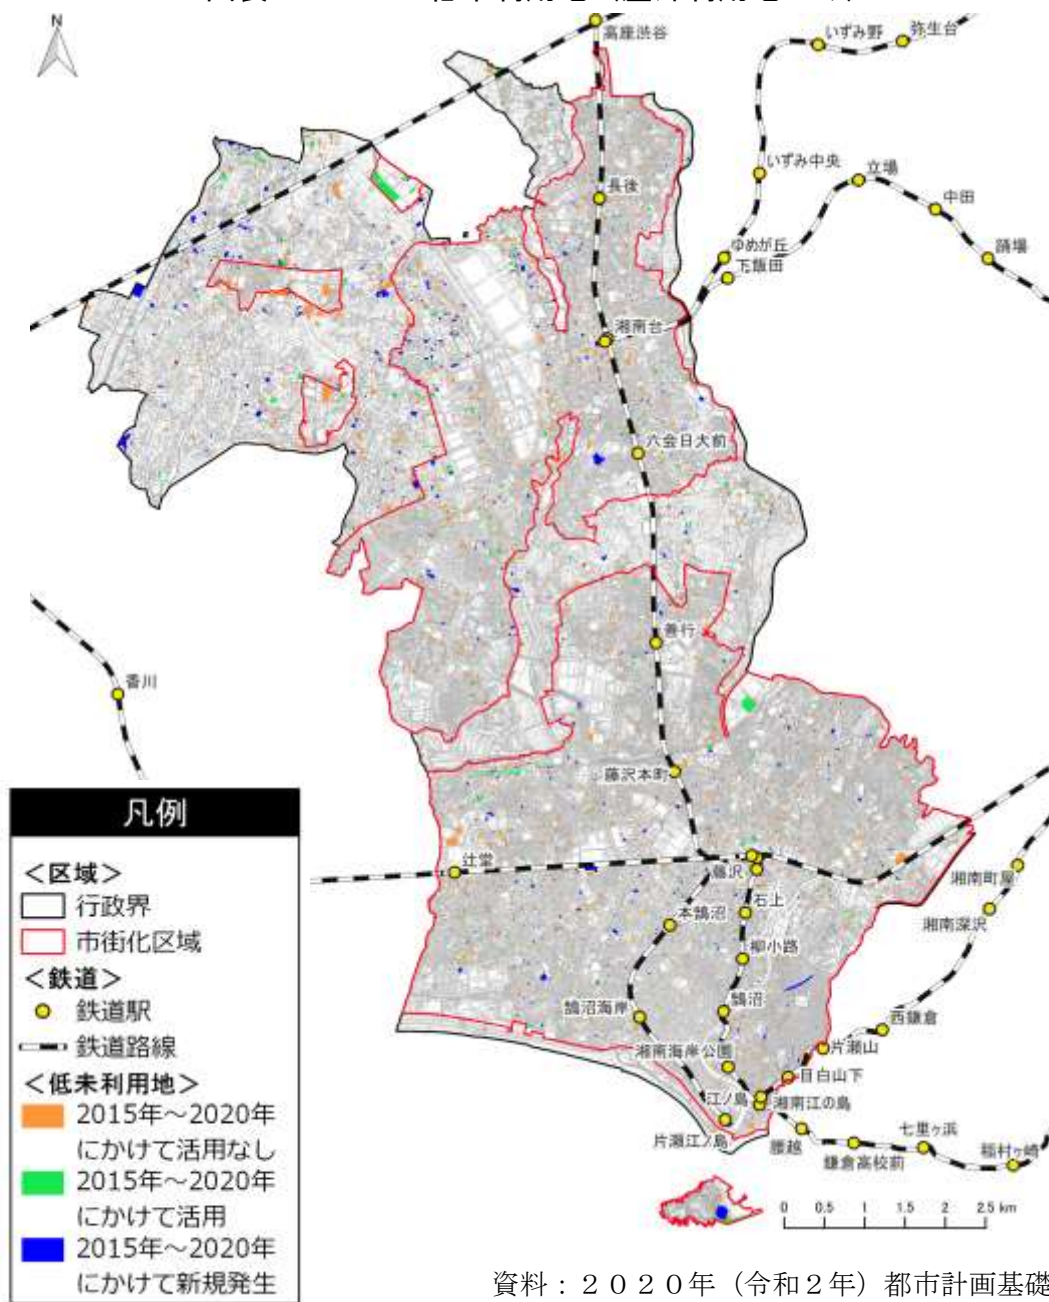 N
高座渋谷
いずみ野
弥生台
いずみ中央
立場
中田
踊場
長後
ゆめが丘
下飯田
湘南台
六会日大前
善行
香川
藤沢本町
辻堂
藤沢
石上
本鵠沼
柳小路
湘南町屋
湘南深沢
鵠沼海岸
鵠沼
西鎌倉
湘南海岸公園
片瀬山
目白山下
江ノ島
湘南江の島
片瀬江ノ島
腰越
鎌倉高校前
七里ヶ浜
稲村ヶ崎
0 0.5 1 1.5 2 2.5 km
凡例
＜区域＞
行政界
市街化区域
＜鉄道＞
鉄道駅
鉄道路線
＜低未利用地＞
2015年～2020年
にかけて活用なし
2015年～2020年
にかけて活用
2015年～2020年
にかけて新規発生
資料：２０２０年（令和２年）都市計画基礎